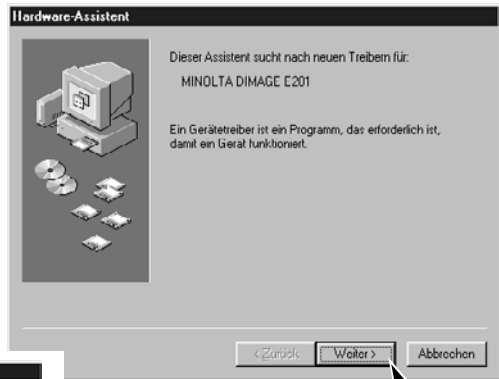 Hardware-Assistent
Dieser Assistent sucht nach neuen Treibern für:
MINOLTA DIMAGE E201
Ein Gerätetreiber ist ein Programm, das erforderlich ist,
damit ein Gerät funktioniert.
< Zurück Weiter > Abbrechen